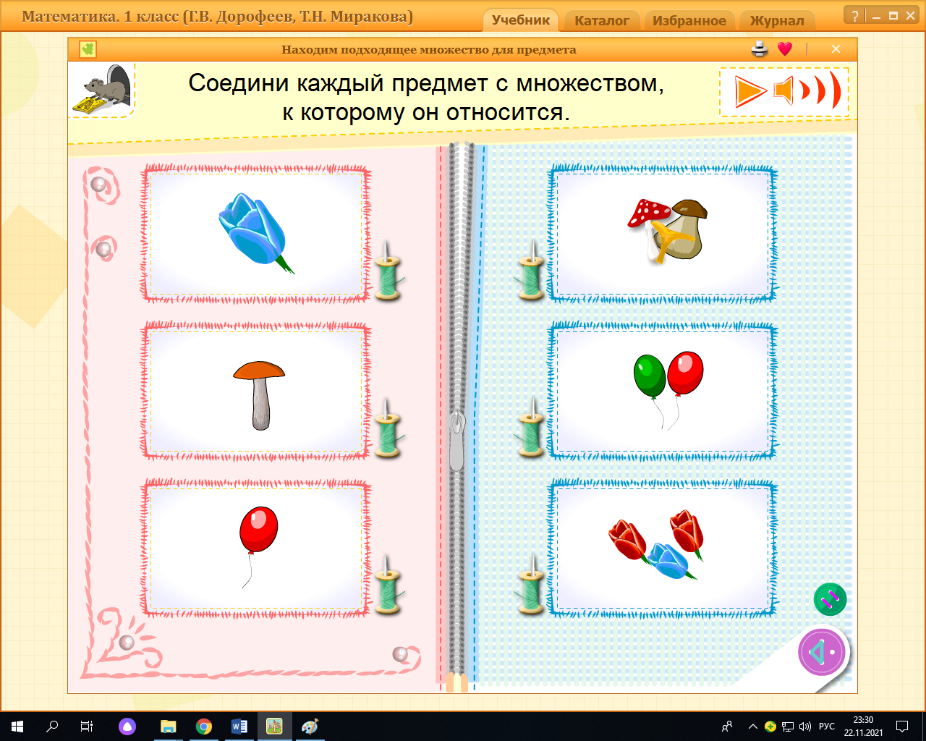 Математика. 1 класс (Г.В. Дорофеев, Т.Н. Миракова)
Учебник
Каталог
Избранное
Журнал
?
Находим подходящее множество для предмета
Соедини каждый предмет с множеством,
к которому он относится.
РУС
23:30
22.11.2021